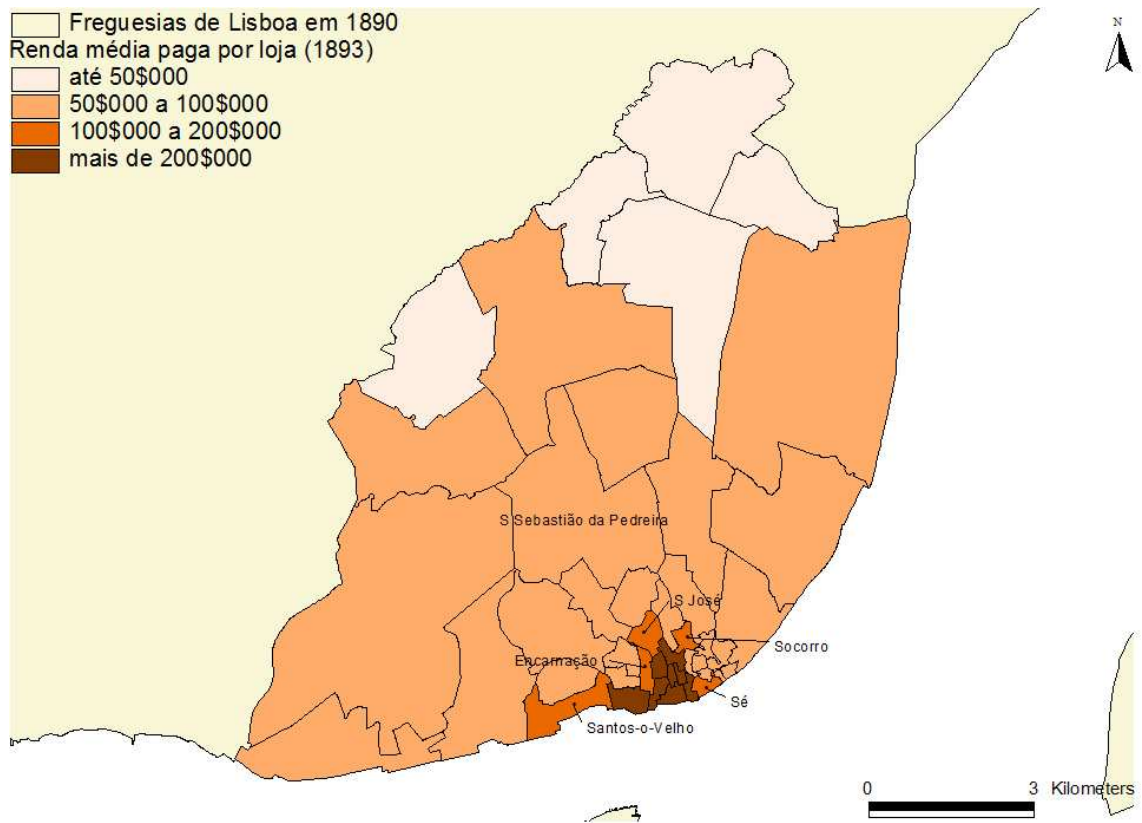 Freguesias de Lisboa em 1890
Renda média paga por loja (1893)
até 50$000
50$000 a 100$000
100$000 a 200$000
mais de 200$000
N
S Sebastião da Pedreira
S José
Socorro
Encarnação
Sé
Santos-o-Velho
0 3 Kilometers